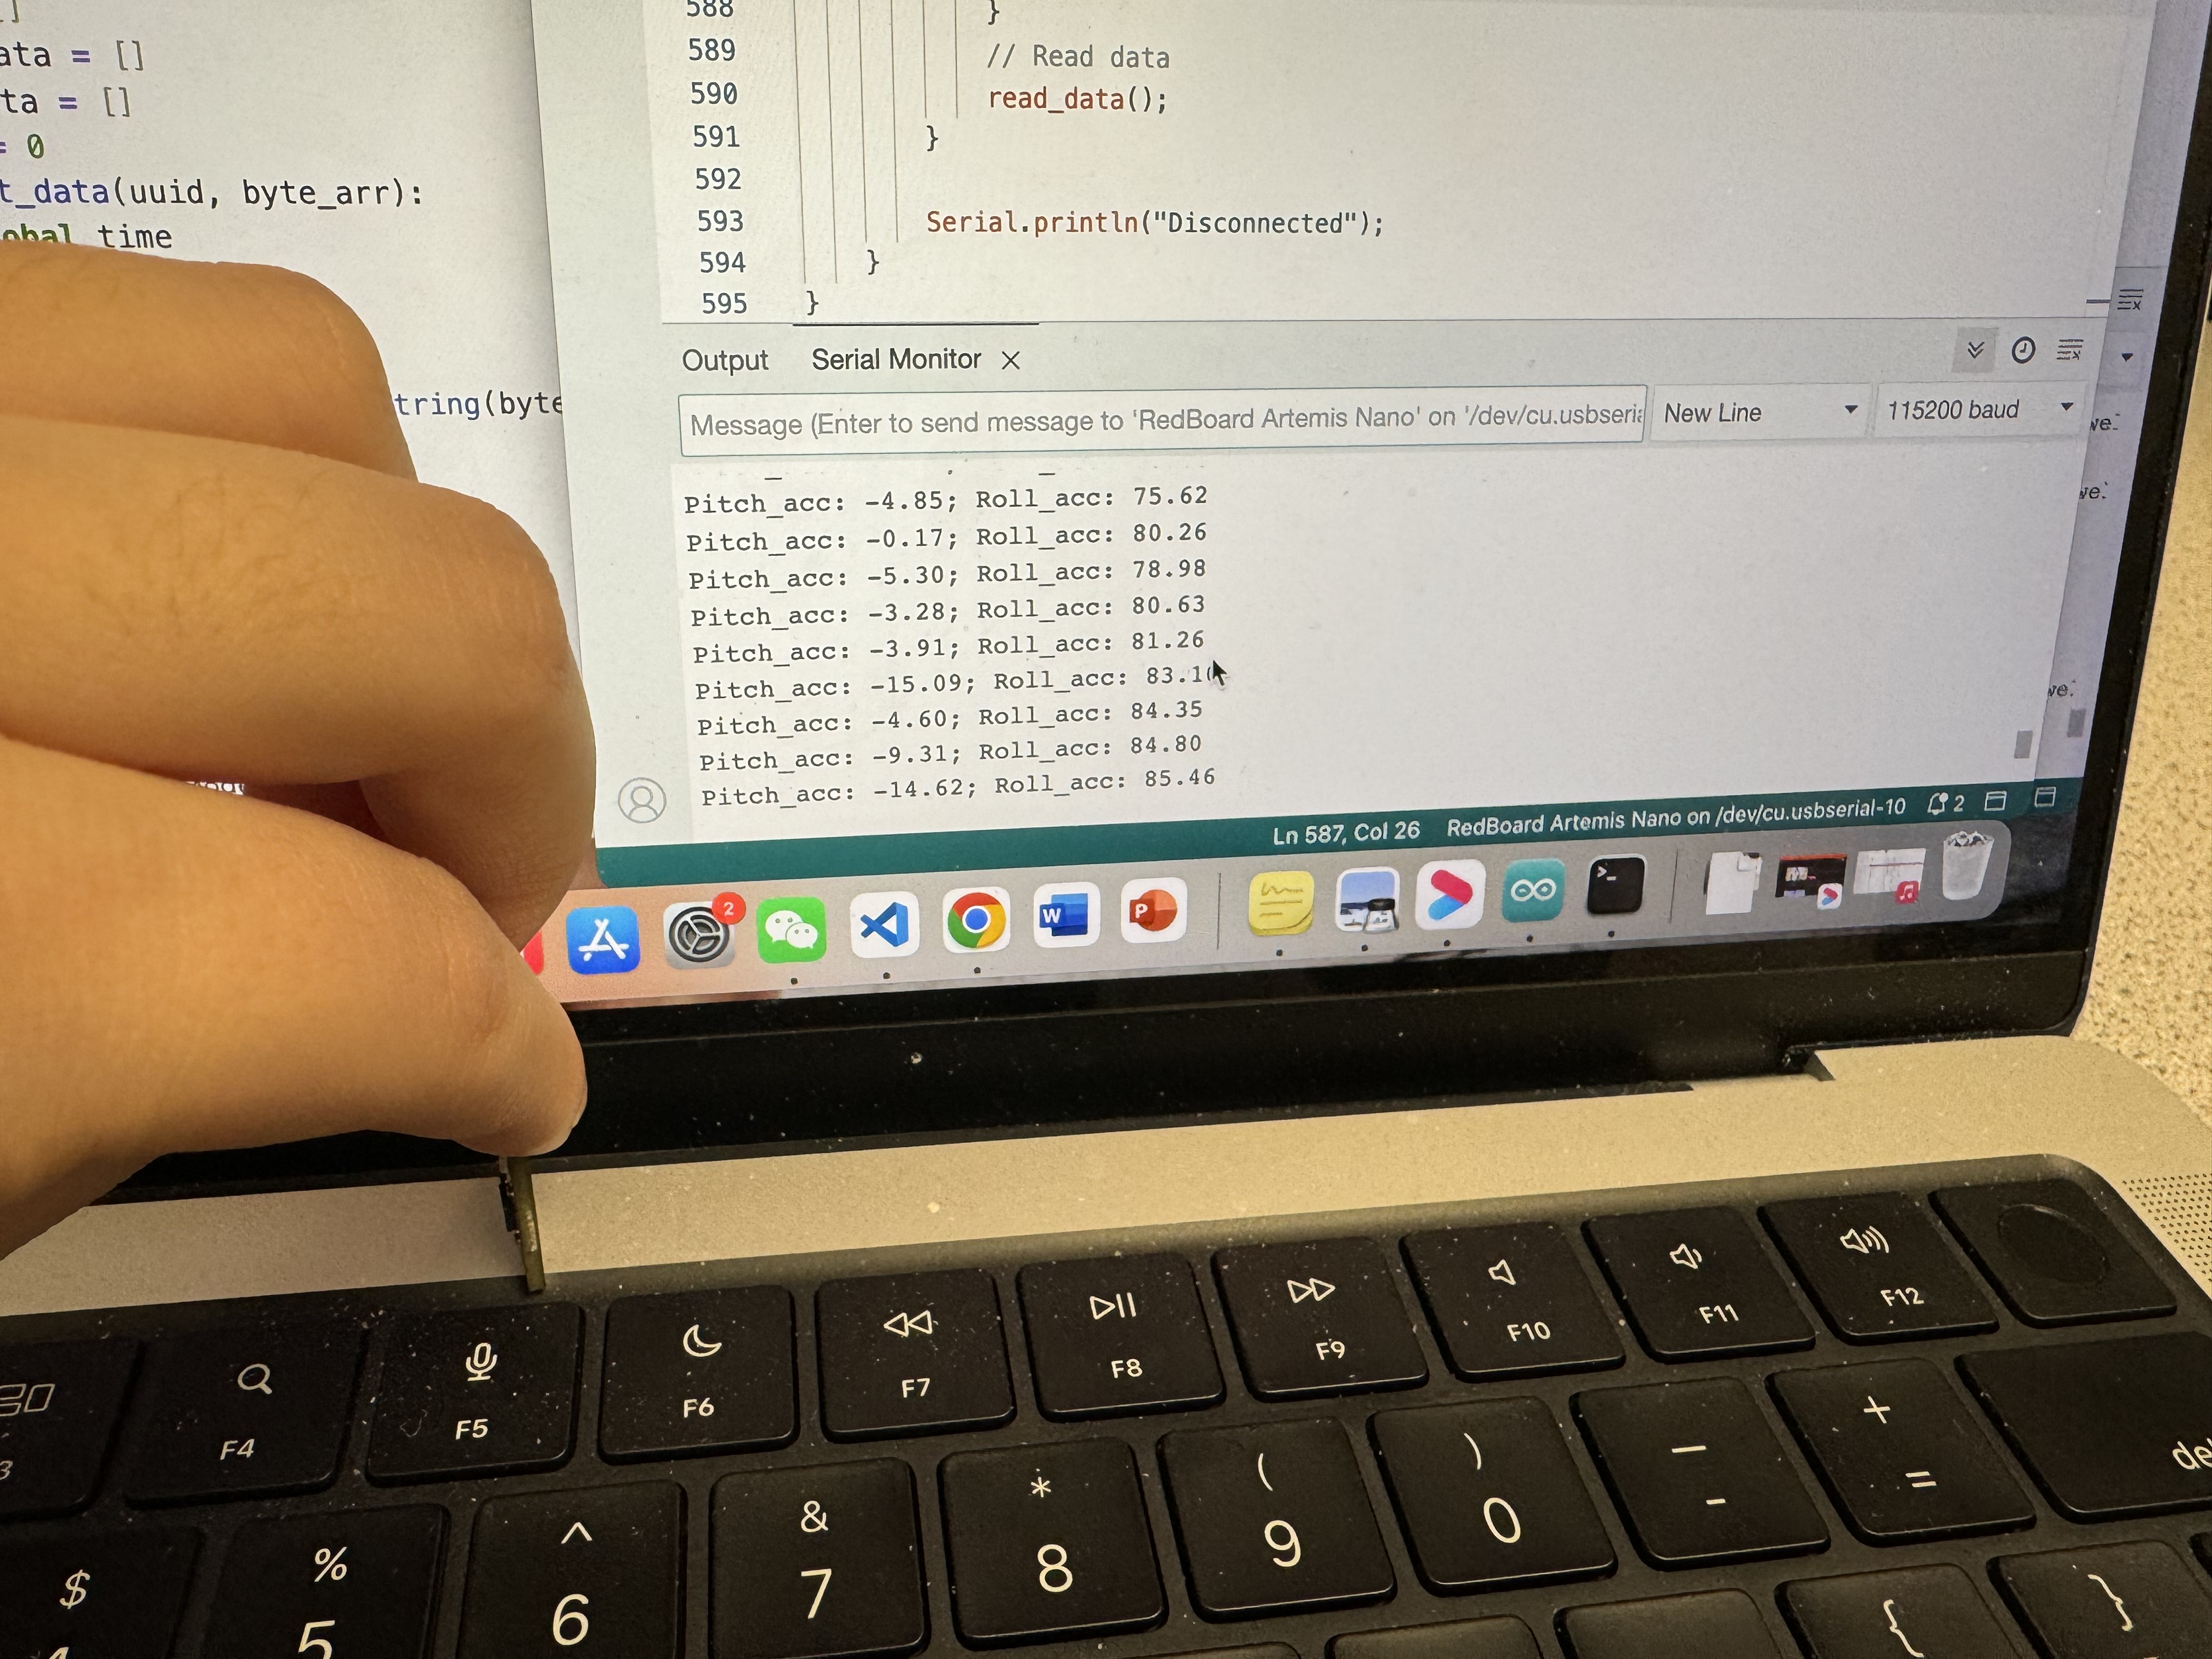 ata = []
ta = []
= 0
t_data(uuid, byte_arr):
obal time
tring(byte
588 }
589 // Read data
590 read_data();
591 }
592
593 Serial.println("Disconnected");
594 }
595 }
Output Serial Monitor
Message (Enter to send message to 'RedBoard Artemis Nano' on '/dev/cu.usbseria New Line 115200 baud
Pitch_acc: -4.85; Roll_acc: 75.62
Pitch_acc: -0.17; Roll_acc: 80.26
Pitch_acc: -5.30; Roll_acc: 78.98
Pitch_acc: -3.28; Roll_acc: 80.63
Pitch_acc: -3.91; Roll_acc: 81.26
Pitch_acc: -15.09; Roll_acc: 83.1
Pitch_acc: -4.60; Roll_acc: 84.35
Pitch_acc: -9.31; Roll_acc: 84.80
Pitch_acc: -14.62; Roll_acc: 85.46
ve.
ve.
ve.
Ln 587, Col 26 RedBoard Artemis Nano on /dev/cu.usbserial-10 2
2 W P
F4 F5 F6 F7 F8 F9 F10 F11 F12
$ % ^ & * ( ) — +
5 6 7 8 9 0 - = de
{ }